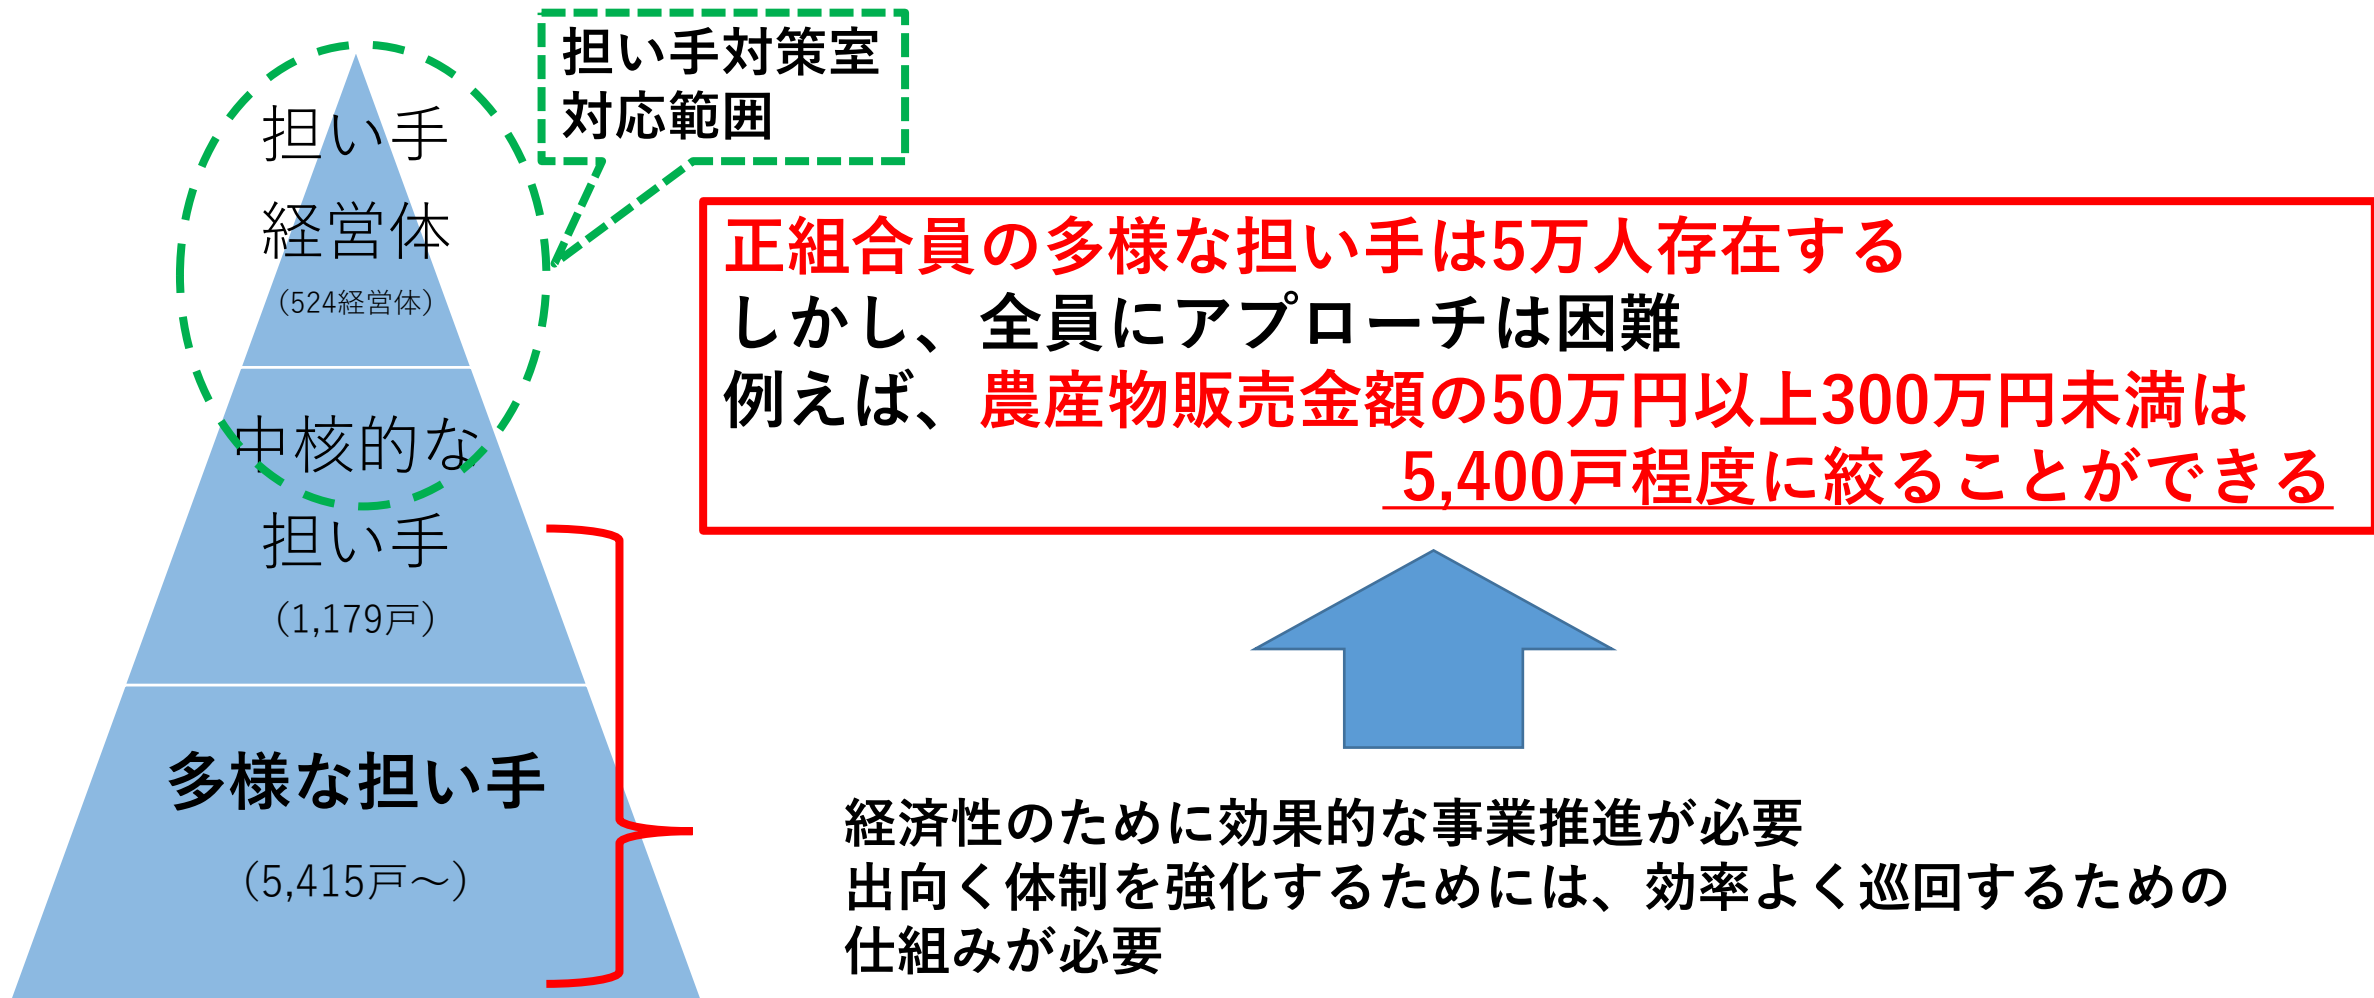 担い手対策室
対応範囲
担い手
経営体
（524経営体）
中核的な
担い手
（1,179戸）
多様な担い手
（5,415戸～）
正組合員の多様な担い手は5万人存在する
しかし、全員にアプローチは困難
例えば、農産物販売金額の50万円以上300万円未満は
5,400戸程度に絞ることができる
経済性のために効果的な事業推進が必要
出向く体制を強化するためには、効率よく巡回するための
仕組みが必要